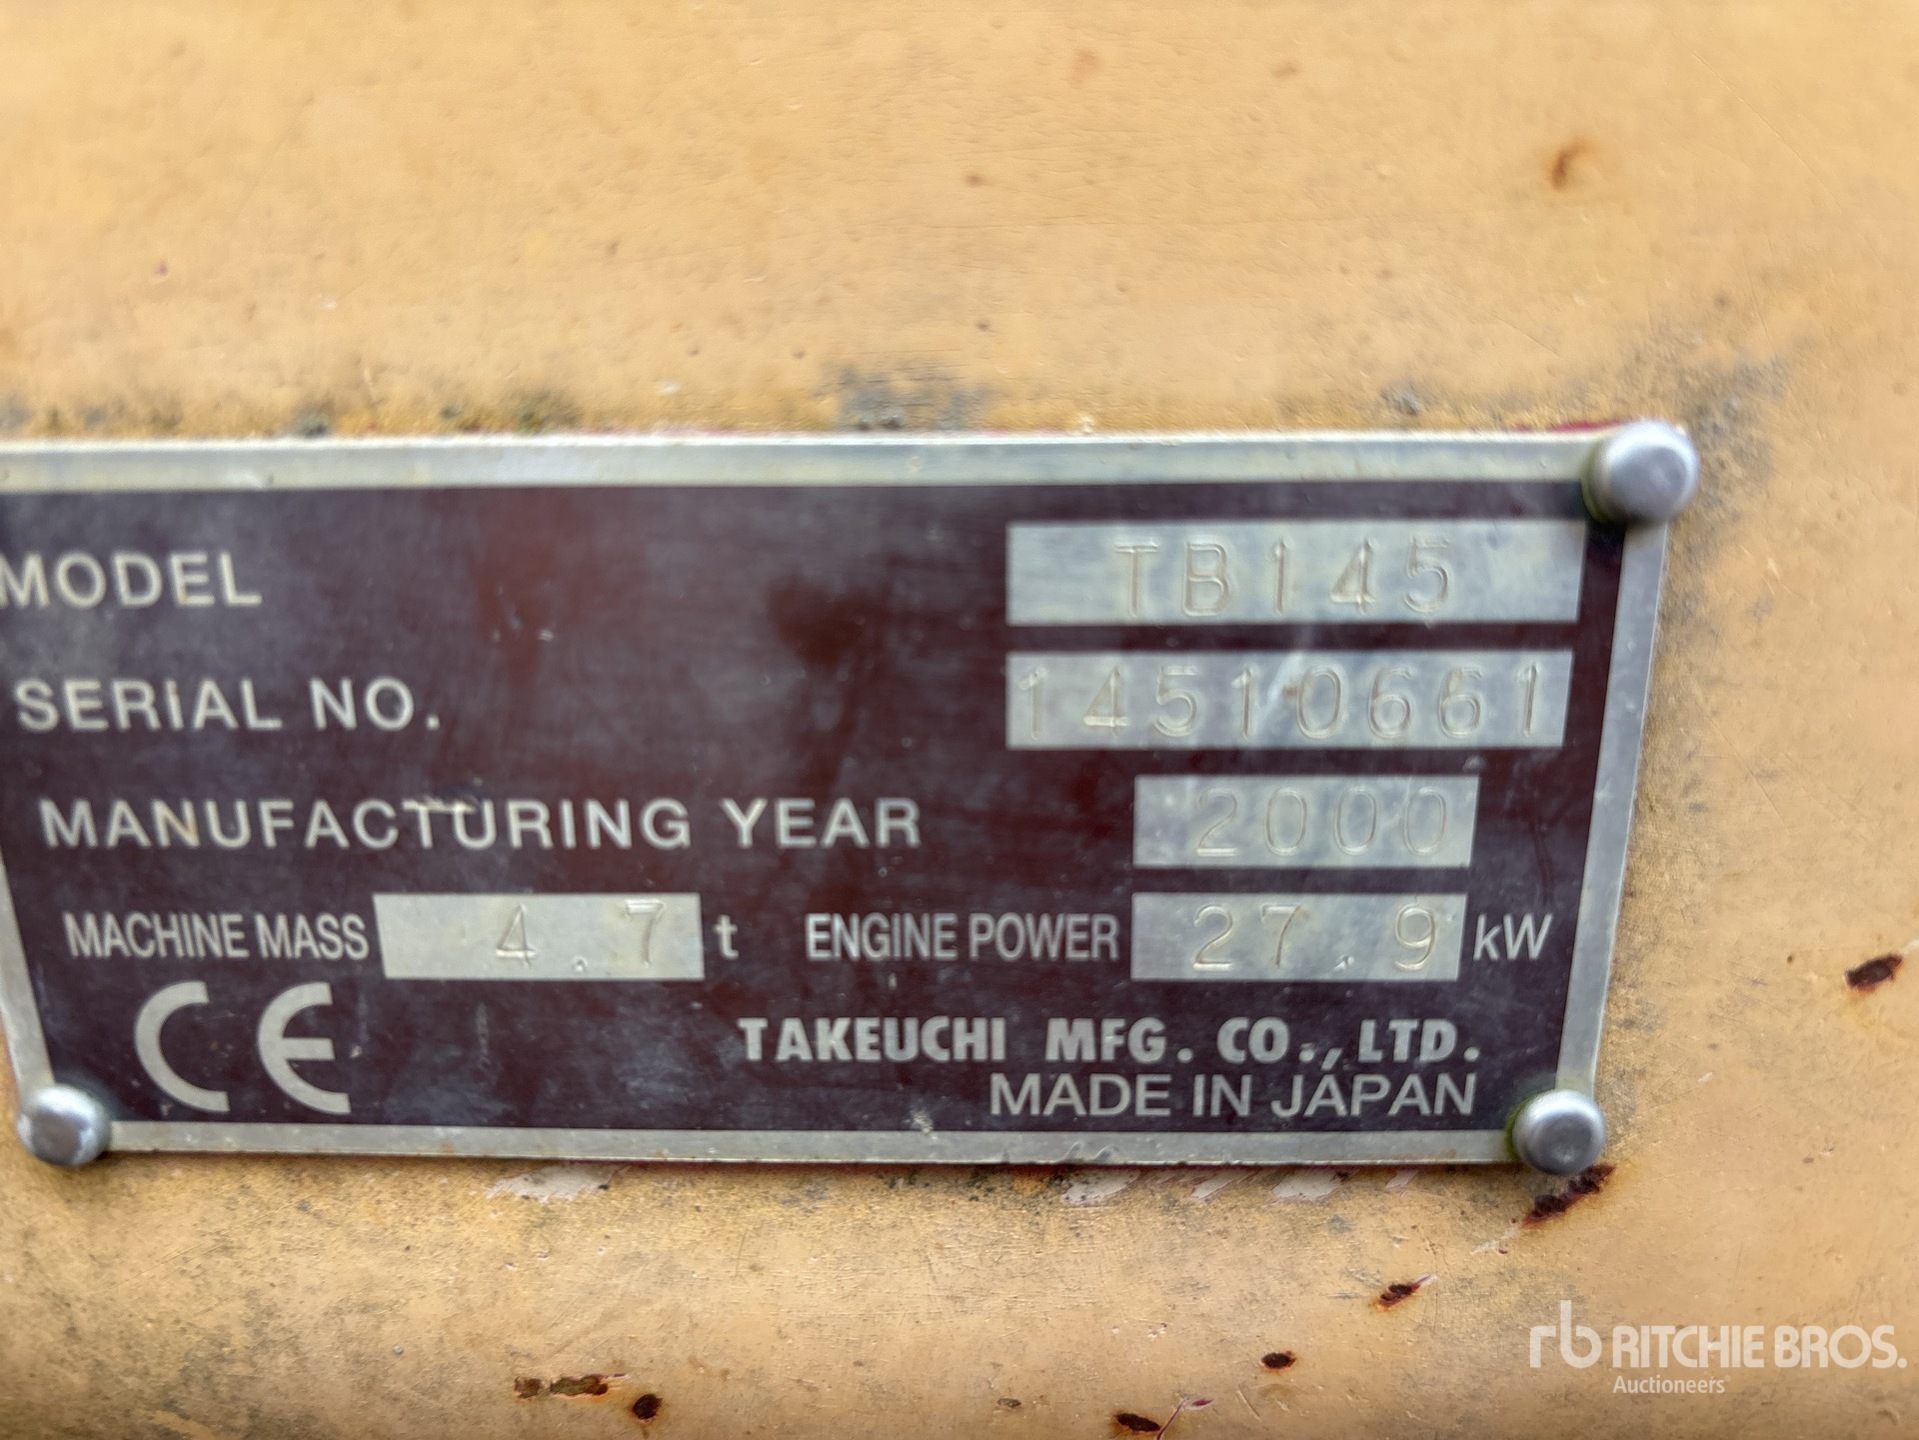 MODEL TB145
SERIAL NO. 14510661
MANUFACTURING YEAR 2000
MACHINE MASS 4.7 t ENGINE POWER 27.9 kW
CE TAKEUCHI MFG. CO., LTD.
MADE IN JAPAN
rb RITCHIE BROS.
Auctioneers